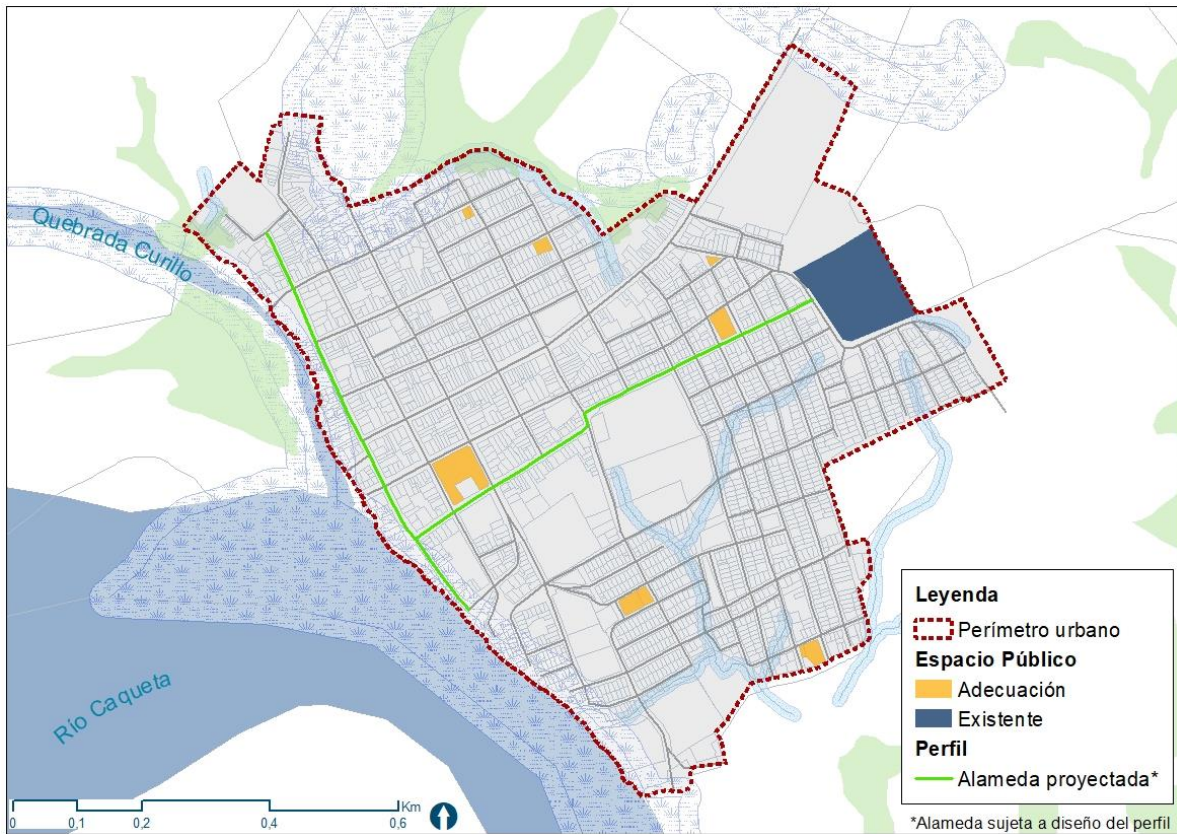 Quebrada Curillo
Río Caqueta
Leyenda
Perímetro urbano
Espacio Público
Adecuación
Existente
Perfil
Alameda proyectada*
0 0,1 0,2 0,4 0,6 Km
*Alameda sujeta a diseño del perfil